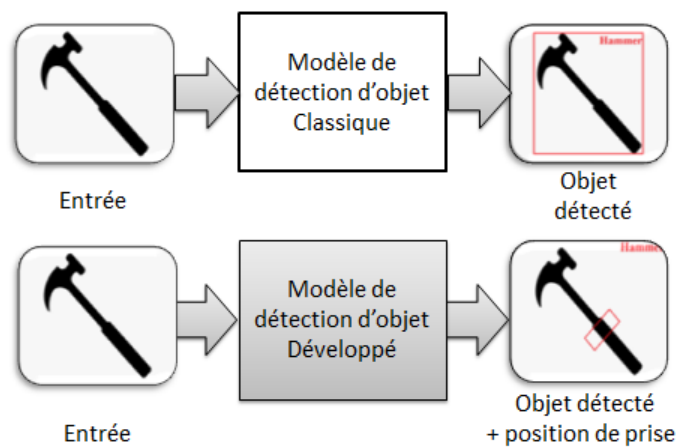 Modèle de
détection d'objet
Classique
Hammer
Entrée
Objet
détecté
Modèle de
détection d'objet
Développé
Hammer
Entrée
Objet détecté
+ position de prise